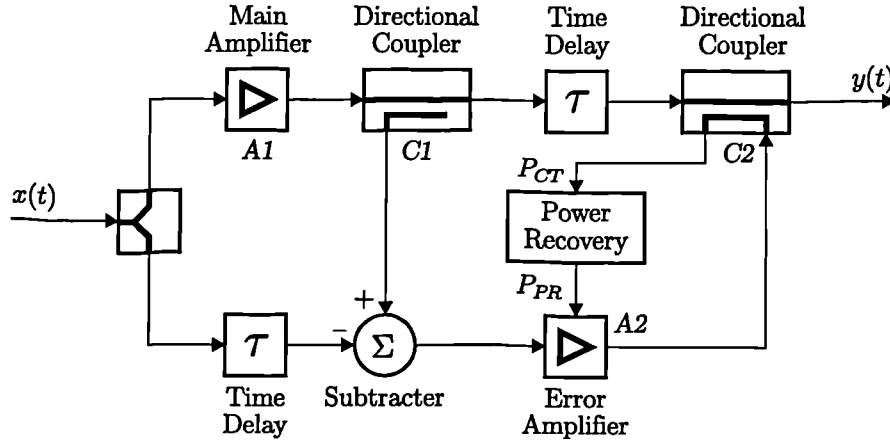 Main
Amplifier
Directional
Coupler
Time
Delay
Directional
Coupler
A1
C1
τ
C2
y(t)
x(t)
P_CT
Power
Recovery
P_PR
A2
+
−
τ
Σ
Time
Delay
Subtracter
Error
Amplifier